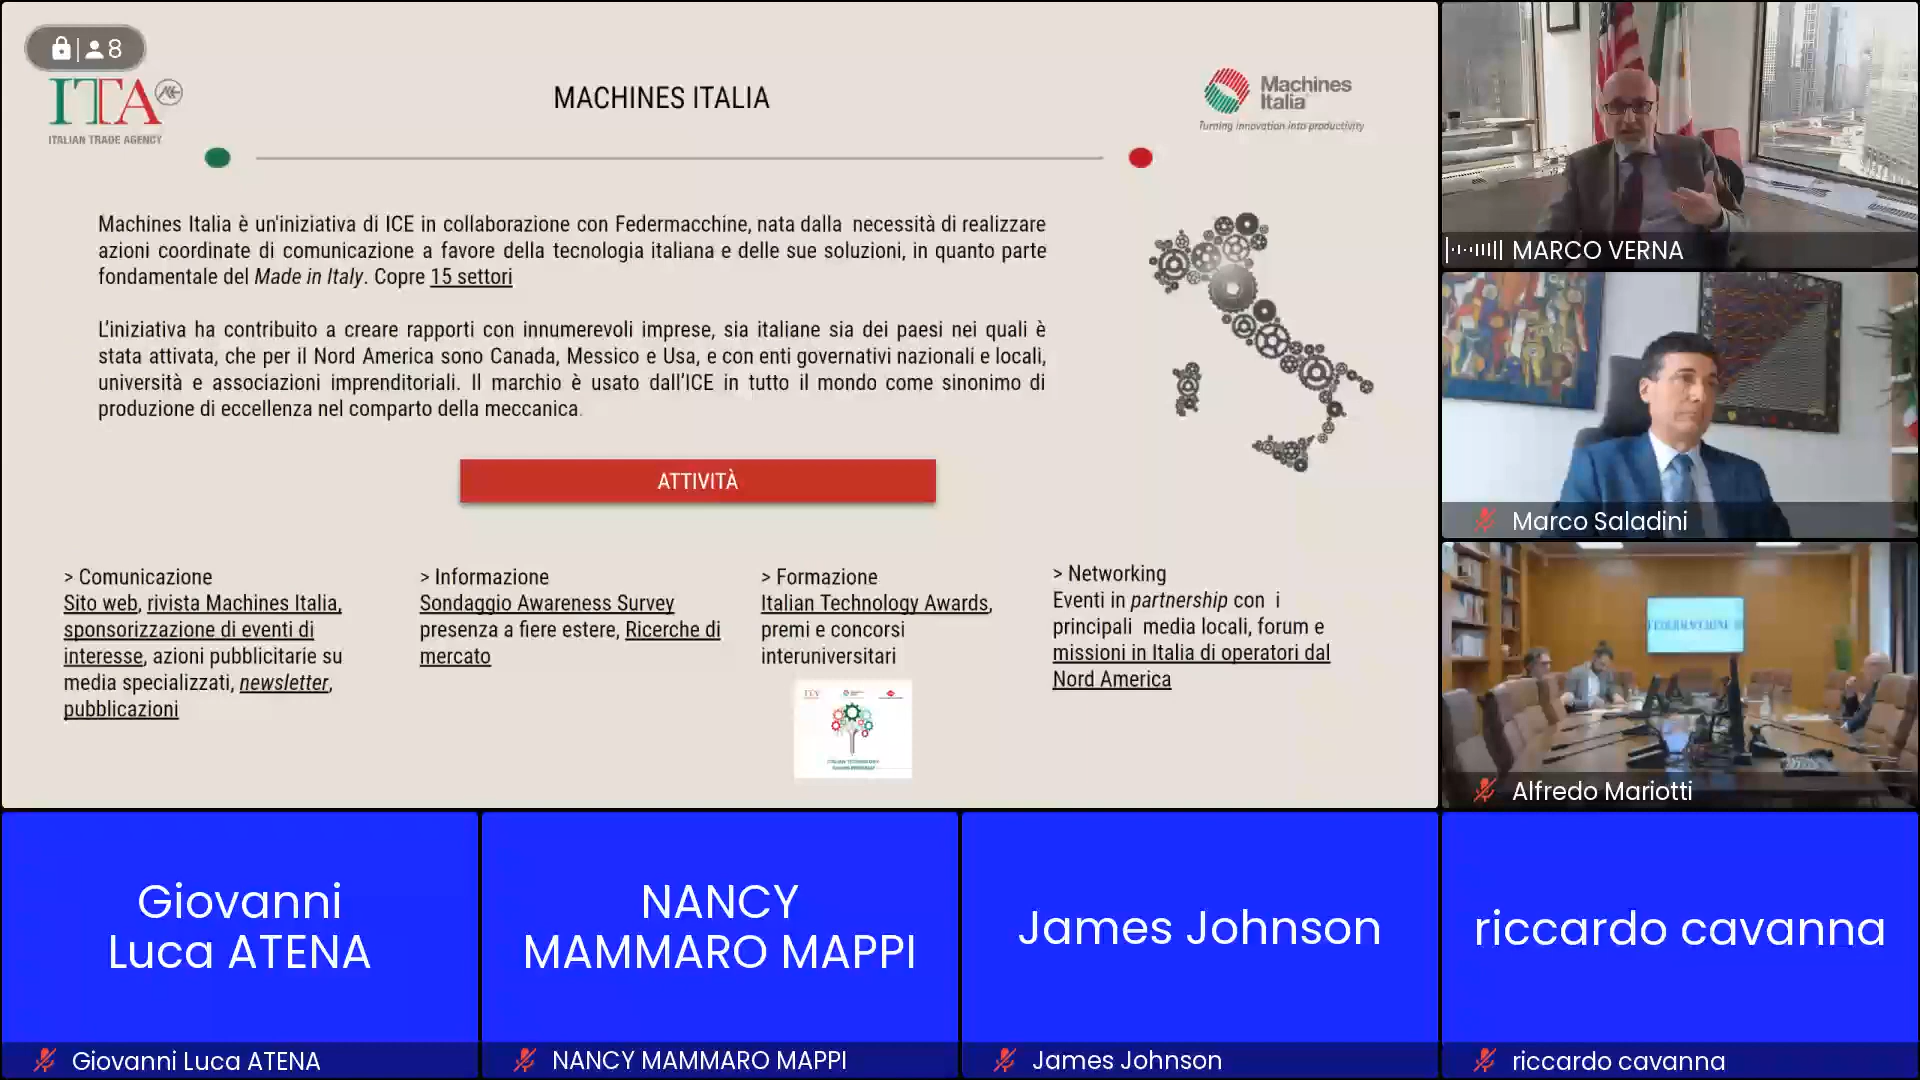 8
ITA
ITALIAN TRADE AGENCY
MACHINES ITALIA
Machines
Italia
Turning innovation into productivity
Machines Italia è un'iniziativa di ICE in collaborazione con Federmacchine, nata dalla necessità di realizzare
azioni coordinate di comunicazione a favore della tecnologia italiana e delle sue soluzioni, in quanto parte
fondamentale del Made in Italy. Copre 15 settori
L'iniziativa ha contribuito a creare rapporti con innumerevoli imprese, sia italiane sia dei paesi nei quali è
stata attivata, che per il Nord America sono Canada, Messico e Usa, e con enti governativi nazionali e locali,
università e associazioni imprenditoriali. Il marchio è usato dall'ICE in tutto il mondo come sinonimo di
produzione di eccellenza nel comparto della meccanica.
ATTIVITÀ
> Comunicazione
Sito web, rivista Machines Italia,
sponsorizzazione di eventi di
interesse, azioni pubblicitarie su
media specializzati, newsletter,
pubblicazioni
> Informazione
Sondaggio Awareness Survey
presenza a fiere estere, Ricerche di
mercato
> Formazione
Italian Technology Awards,
premi e concorsi
interuniversitari
> Networking
Eventi in partnership con i
principali media locali, forum e
missioni in Italia di operatori dal
Nord America
MARCO VERNA
Marco Saladini
FEDERMACCHINE
Alfredo Mariotti
Giovanni
Luca ATENA
Giovanni Luca ATENA
NANCY
MAMMARO MAPPI
NANCY MAMMARO MAPPI
James Johnson
James Johnson
riccardo cavanna
riccardo cavanna